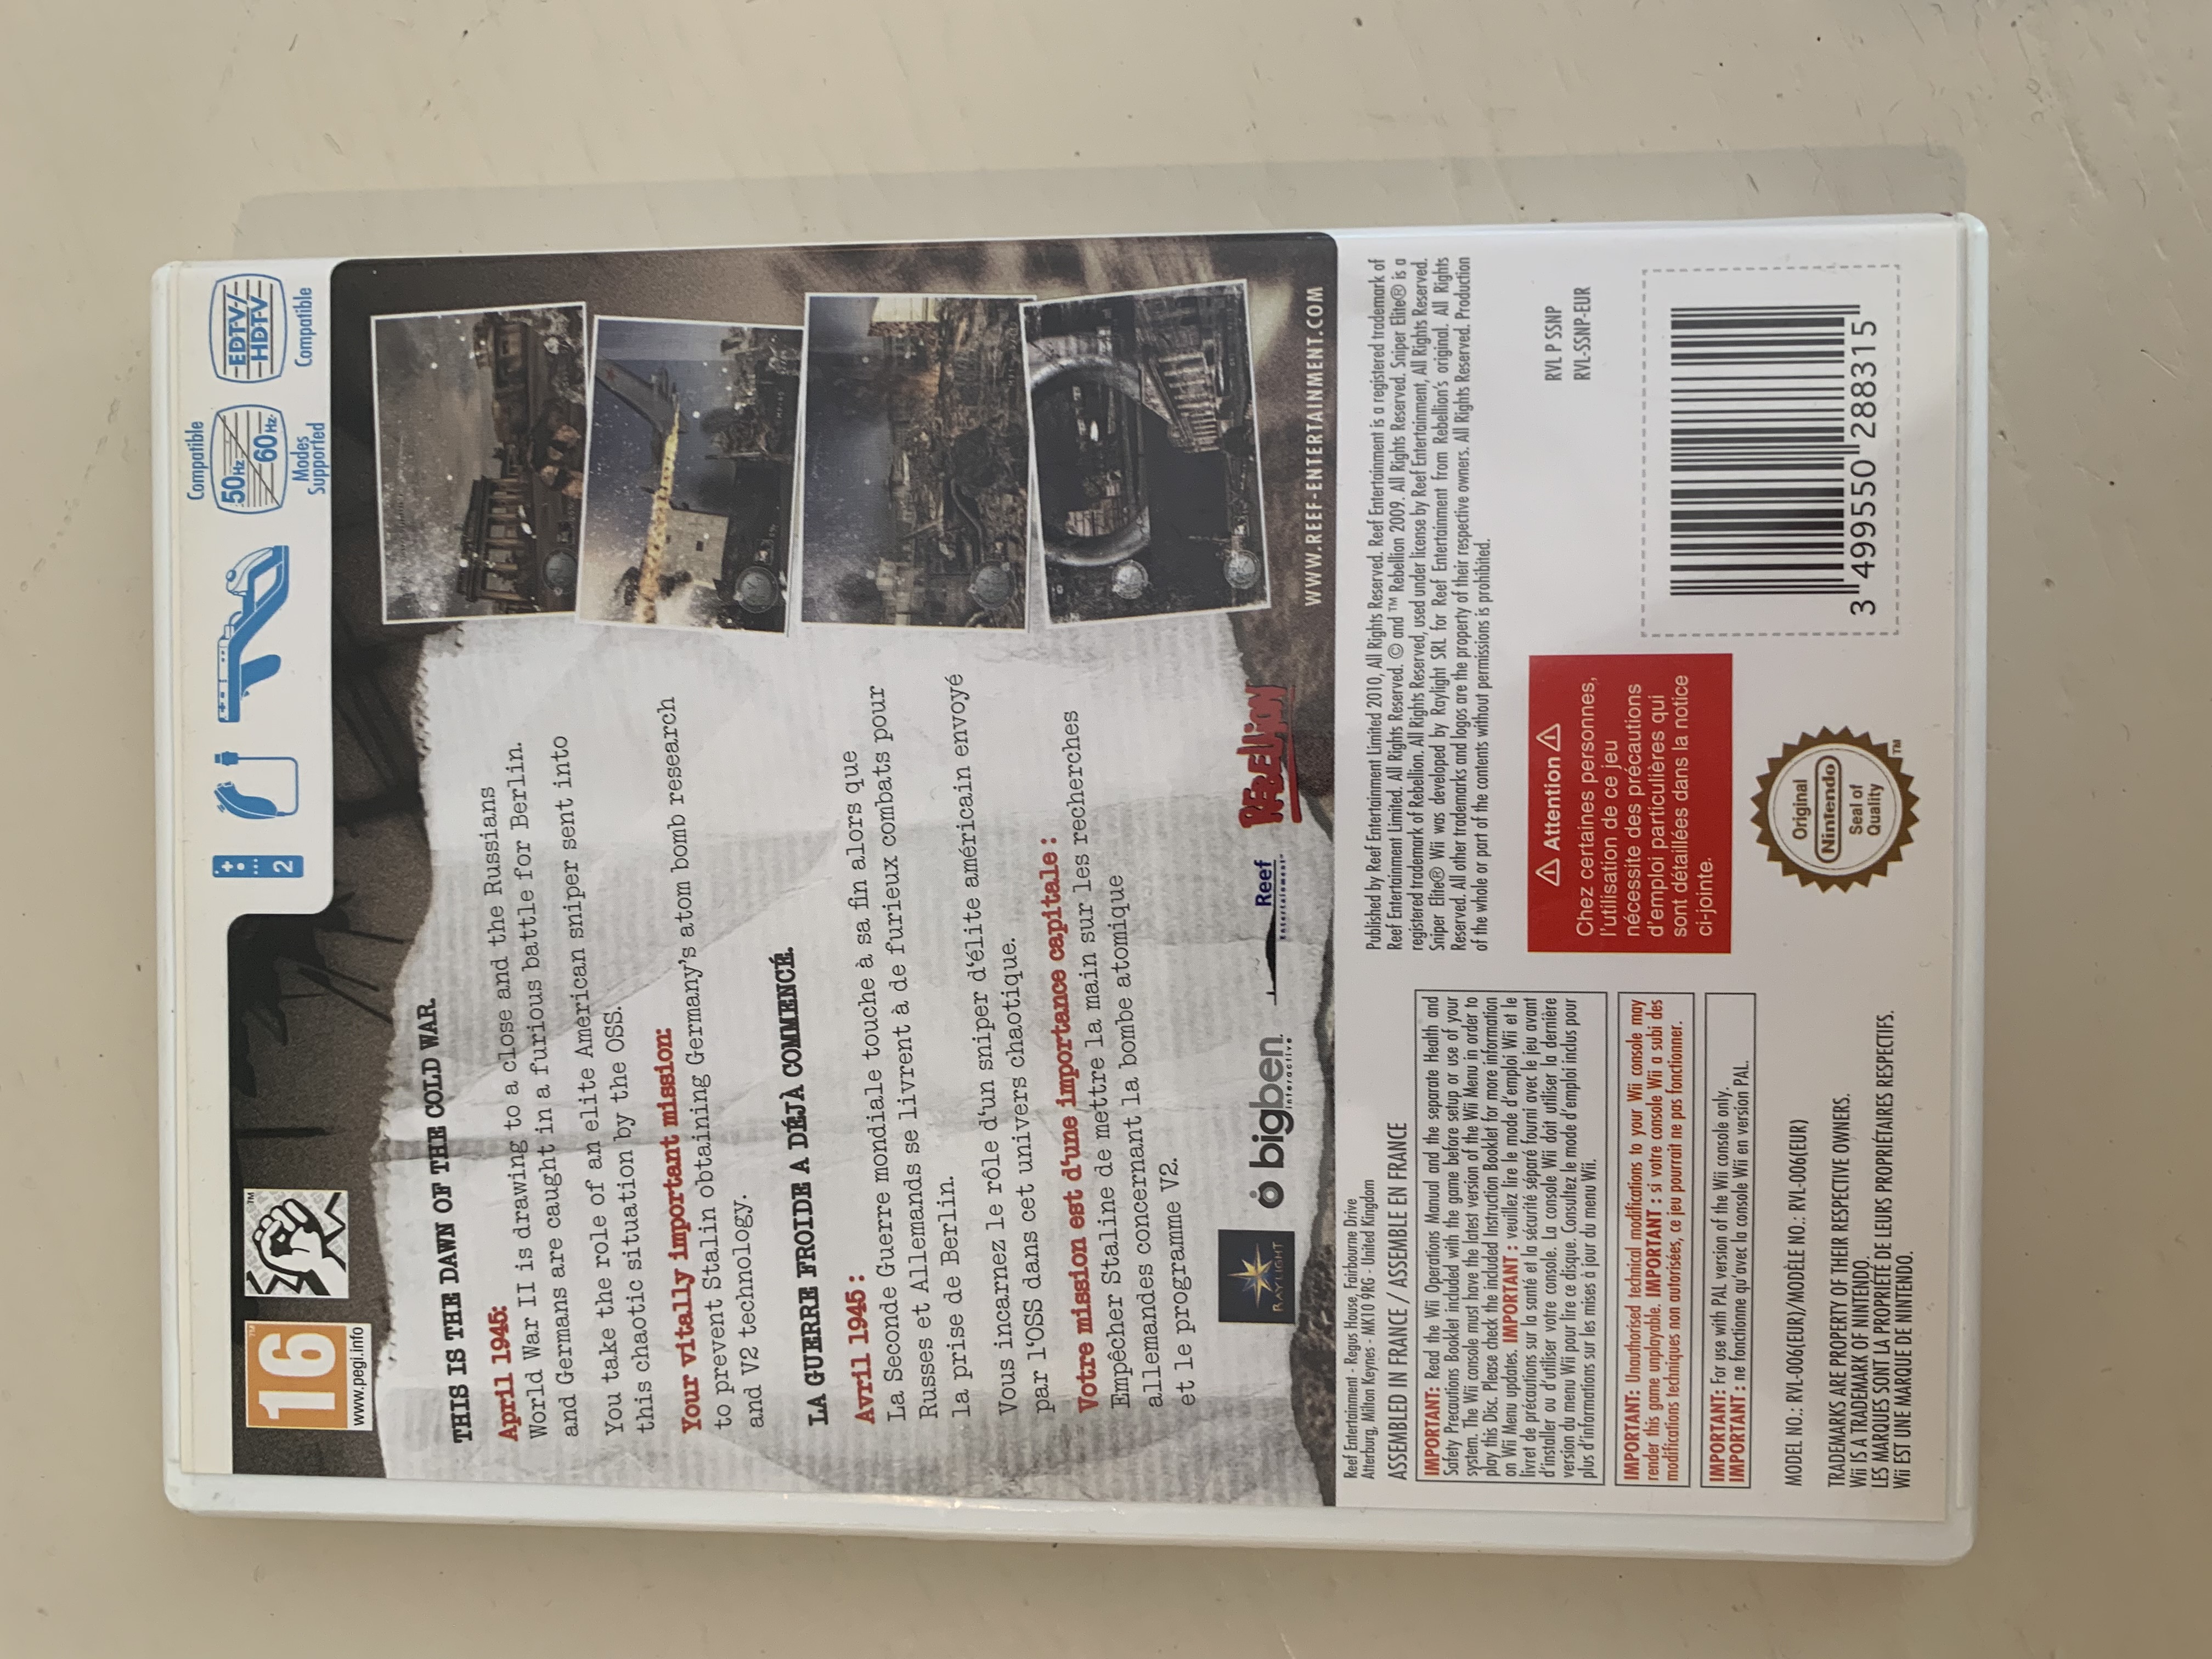 Compatible
50Hz
60Hz
Modes
Supported
EDTV/
HDTV
Compatible
2
16
™
www.pegi.info
™
THIS IS THE DAWN OF THE COLD WAR.
April 1945:
World War II is drawing to a close and the Russians
and Germans are caught in a furious battle for Berlin.
You take the role of an elite American sniper sent into
this chaotic situation by the OSS.
Your vitally important mission:
to prevent Stalin obtaining Germany's atom bomb research
and V2 technology.
LA GUERRE FROIDE A DÉJÀ COMMENCÉ.
Avril 1945 :
La Seconde Guerre mondiale touche à sa fin alors que
Russes et Allemands se livrent à de furieux combats pour
la prise de Berlin.
Vous incarnez le rôle d'un sniper d'élite américain envoyé
par l'OSS dans cet univers chaotique.
Votre mission est d'une importance capitale :
Empêcher Staline de mettre la main sur les recherches
allemandes concernant la bombe atomique
et le programme V2.
RAYLIGHT
bigben
interactive
Reef
Entertainment™
REBELLION
WWW.REEF-ENTERTAINMENT.COM
Reef Entertainment - Regus House, Fairbourne Drive
Atterburg, Milton Keynes - MK10 9RG - United Kingdom
ASSEMBLED IN FRANCE / ASSEMBLE EN FRANCE
IMPORTANT: Read the Wii Operations Manual and the separate Health and
Safety Precautions Booklet included with the game before setup or use of your
system. The Wii console must have the latest version of the Wii Menu in order to
play this Disc. Please check the included Instruction Booklet for more information
on Wii Menu updates. IMPORTANT : veuillez lire le mode d'emploi Wii et le
livret de précautions sur la santé et la sécurité séparé fourni avec le jeu avant
d'installer ou d'utiliser votre console. La console Wii doit utiliser la dernière
version du menu Wii pour lire ce disque. Consultez le mode d'emploi inclus pour
plus d'informations sur les mises à jour du menu Wii.
IMPORTANT: Unauthorised technical modifications to your Wii console may
render this game unplayable. IMPORTANT : si votre console Wii a subi des
modifications techniques non autorisées, ce jeu pourrait ne pas fonctionner.
IMPORTANT: For use with PAL version of the Wii console only.
IMPORTANT : ne fonctionne qu'avec la console Wii en version PAL.
MODEL NO.: RVL-006(EUR)/MODÈLE NO.: RVL-006(EUR)
TRADEMARKS ARE PROPERTY OF THEIR RESPECTIVE OWNERS.
Wii IS A TRADEMARK OF NINTENDO.
LES MARQUES SONT LA PROPRIÉTÉ DE LEURS PROPRIÉTAIRES RESPECTIFS.
Wii EST UNE MARQUE DE NINTENDO.
Published by Reef Entertainment Limited 2010, All Rights Reserved. Reef Entertainment is a registered trademark of
Reef Entertainment Limited. All Rights Reserved. © and ™ Rebellion 2009. All Rights Reserved. Sniper Elite® is a
registered trademark of Rebellion. All Rights Reserved, used under license by Reef Entertainment, All Rights Reserved.
Sniper Elite® Wii was developed by Raylight SRL for Reef Entertainment from Rebellion's original. All Rights
Reserved. All other trademarks and logos are the property of their respective owners. All Rights Reserved. Production
of the whole or part of the contents without permissions is prohibited.
Attention
Chez certaines personnes,
l'utilisation de ce jeu
nécessite des précautions
d'emploi particulières qui
sont détaillées dans la notice
ci-jointe.
RVL P SSNP
RVL-SSNP-EUR
Original
Nintendo
Seal of
Quality
™
3 499550 288315